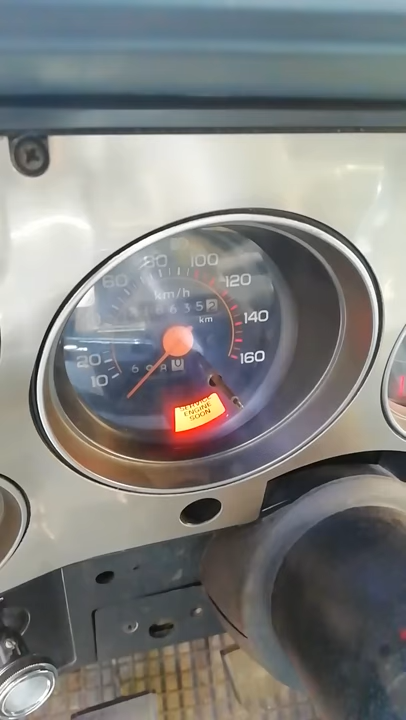 80 100
60 120
km/h
140
km
20 160
10
SERVICE
ENGINE
SOON